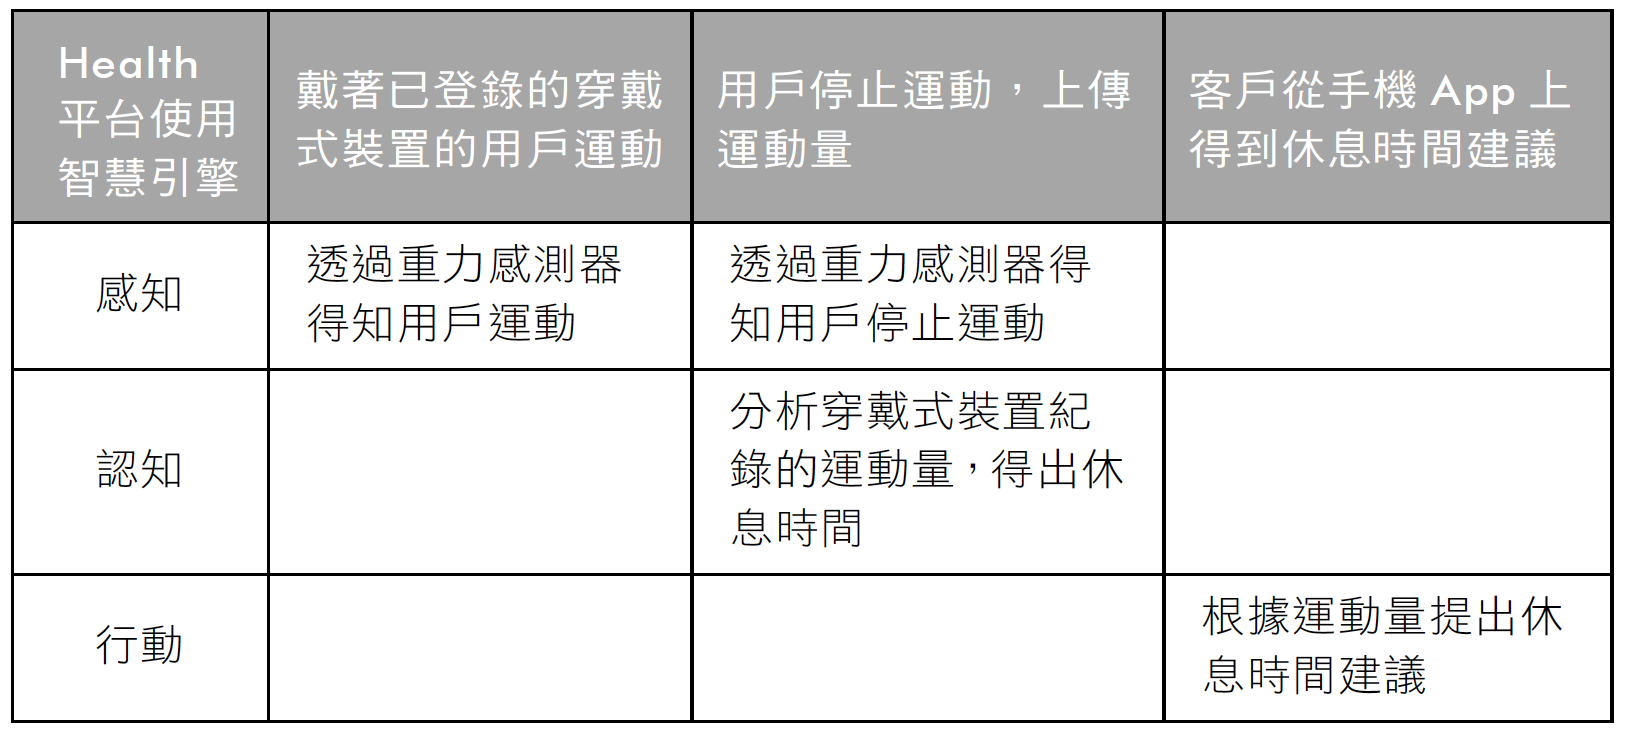 Health
平台使用
智慧引擎
戴著已登錄的穿戴
式裝置的用戶運動
用戶停止運動，上傳
運動量
客戶從手機 App 上
得到休息時間建議
感知
透過重力感測器
得知用戶運動
透過重力感測器得
知用戶停止運動
認知
分析穿戴式裝置紀
錄的運動量，得出休
息時間
行動
根據運動量提出休
息時間建議